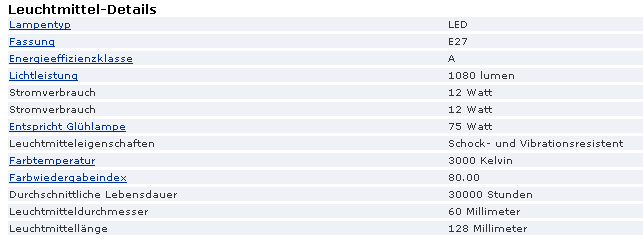 Leuchtmittel-Details
Lampentyp LED
Fassung E27
Energieeffizienzklasse A
Lichtleistung 1080 lumen
Stromverbrauch 12 Watt
Stromverbrauch 12 Watt
Entspricht Glühlampe 75 Watt
Leuchtmitteleigenschaften Schock- und Vibrationsresistent
Farbtemperatur 3000 Kelvin
Farbwiedergabeindex 80.00
Durchschnittliche Lebensdauer 30000 Stunden
Leuchtmitteldurchmesser 60 Millimeter
Leuchtmittellänge 128 Millimeter